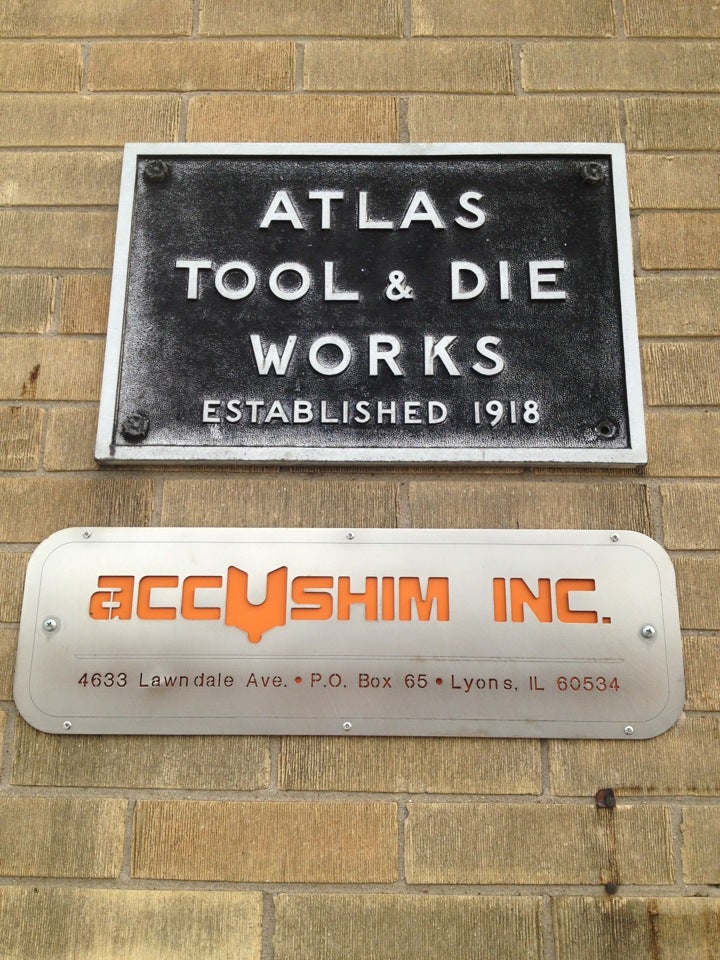 ATLAS
TOOL & DIE
WORKS
ESTABLISHED 1918
aCCUSHIM INC.
4633 Lawndale Ave. • P.O. Box 65 • Lyons, IL 60534